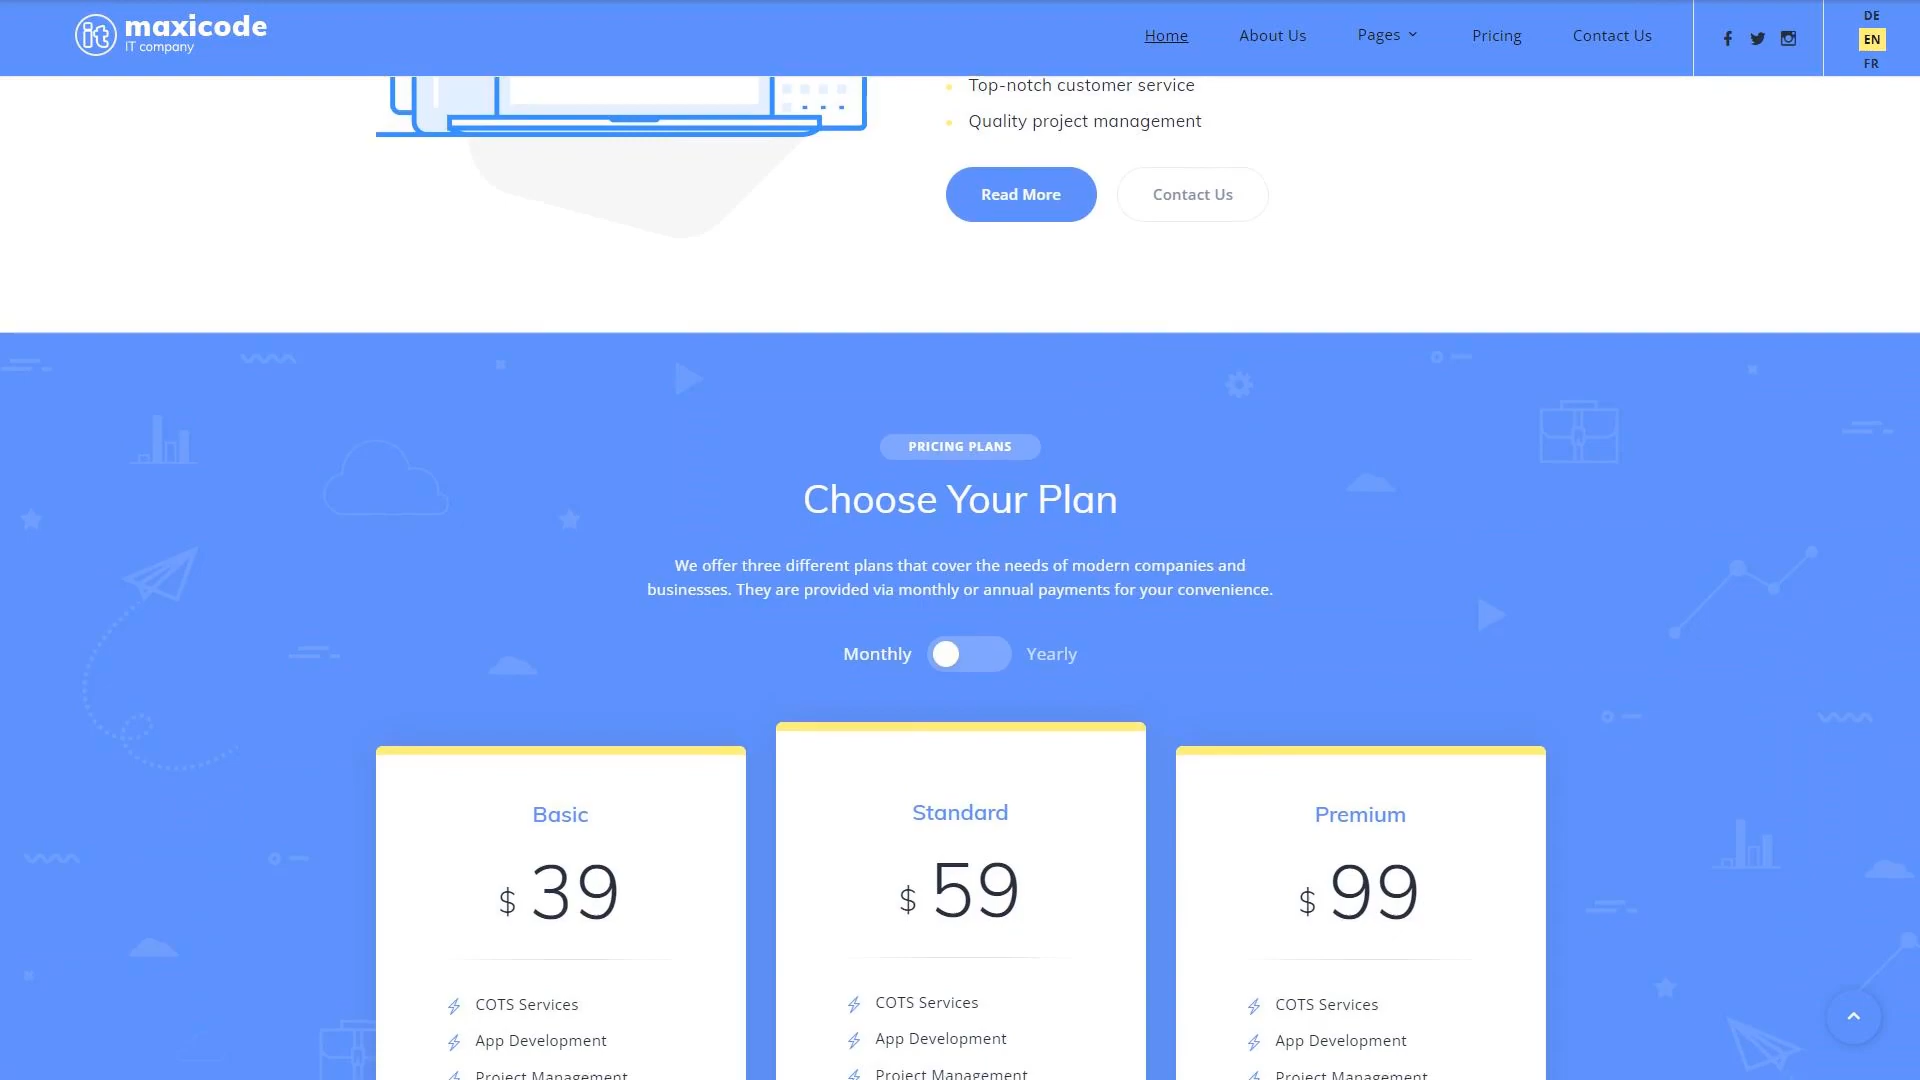 it maxicode
IT company
Home
About Us
Pages
Pricing
Contact Us
DE
EN
FR
Top-notch customer service
Quality project management
Read More
Contact Us
PRICING PLANS
Choose Your Plan
We offer three different plans that cover the needs of modern companies and
businesses. They are provided via monthly or annual payments for your convenience.
Monthly
Yearly
Basic
$ 39
COTS Services
App Development
Project Management
Standard
$ 59
COTS Services
App Development
Project Management
Premium
$ 99
COTS Services
App Development
Project Management